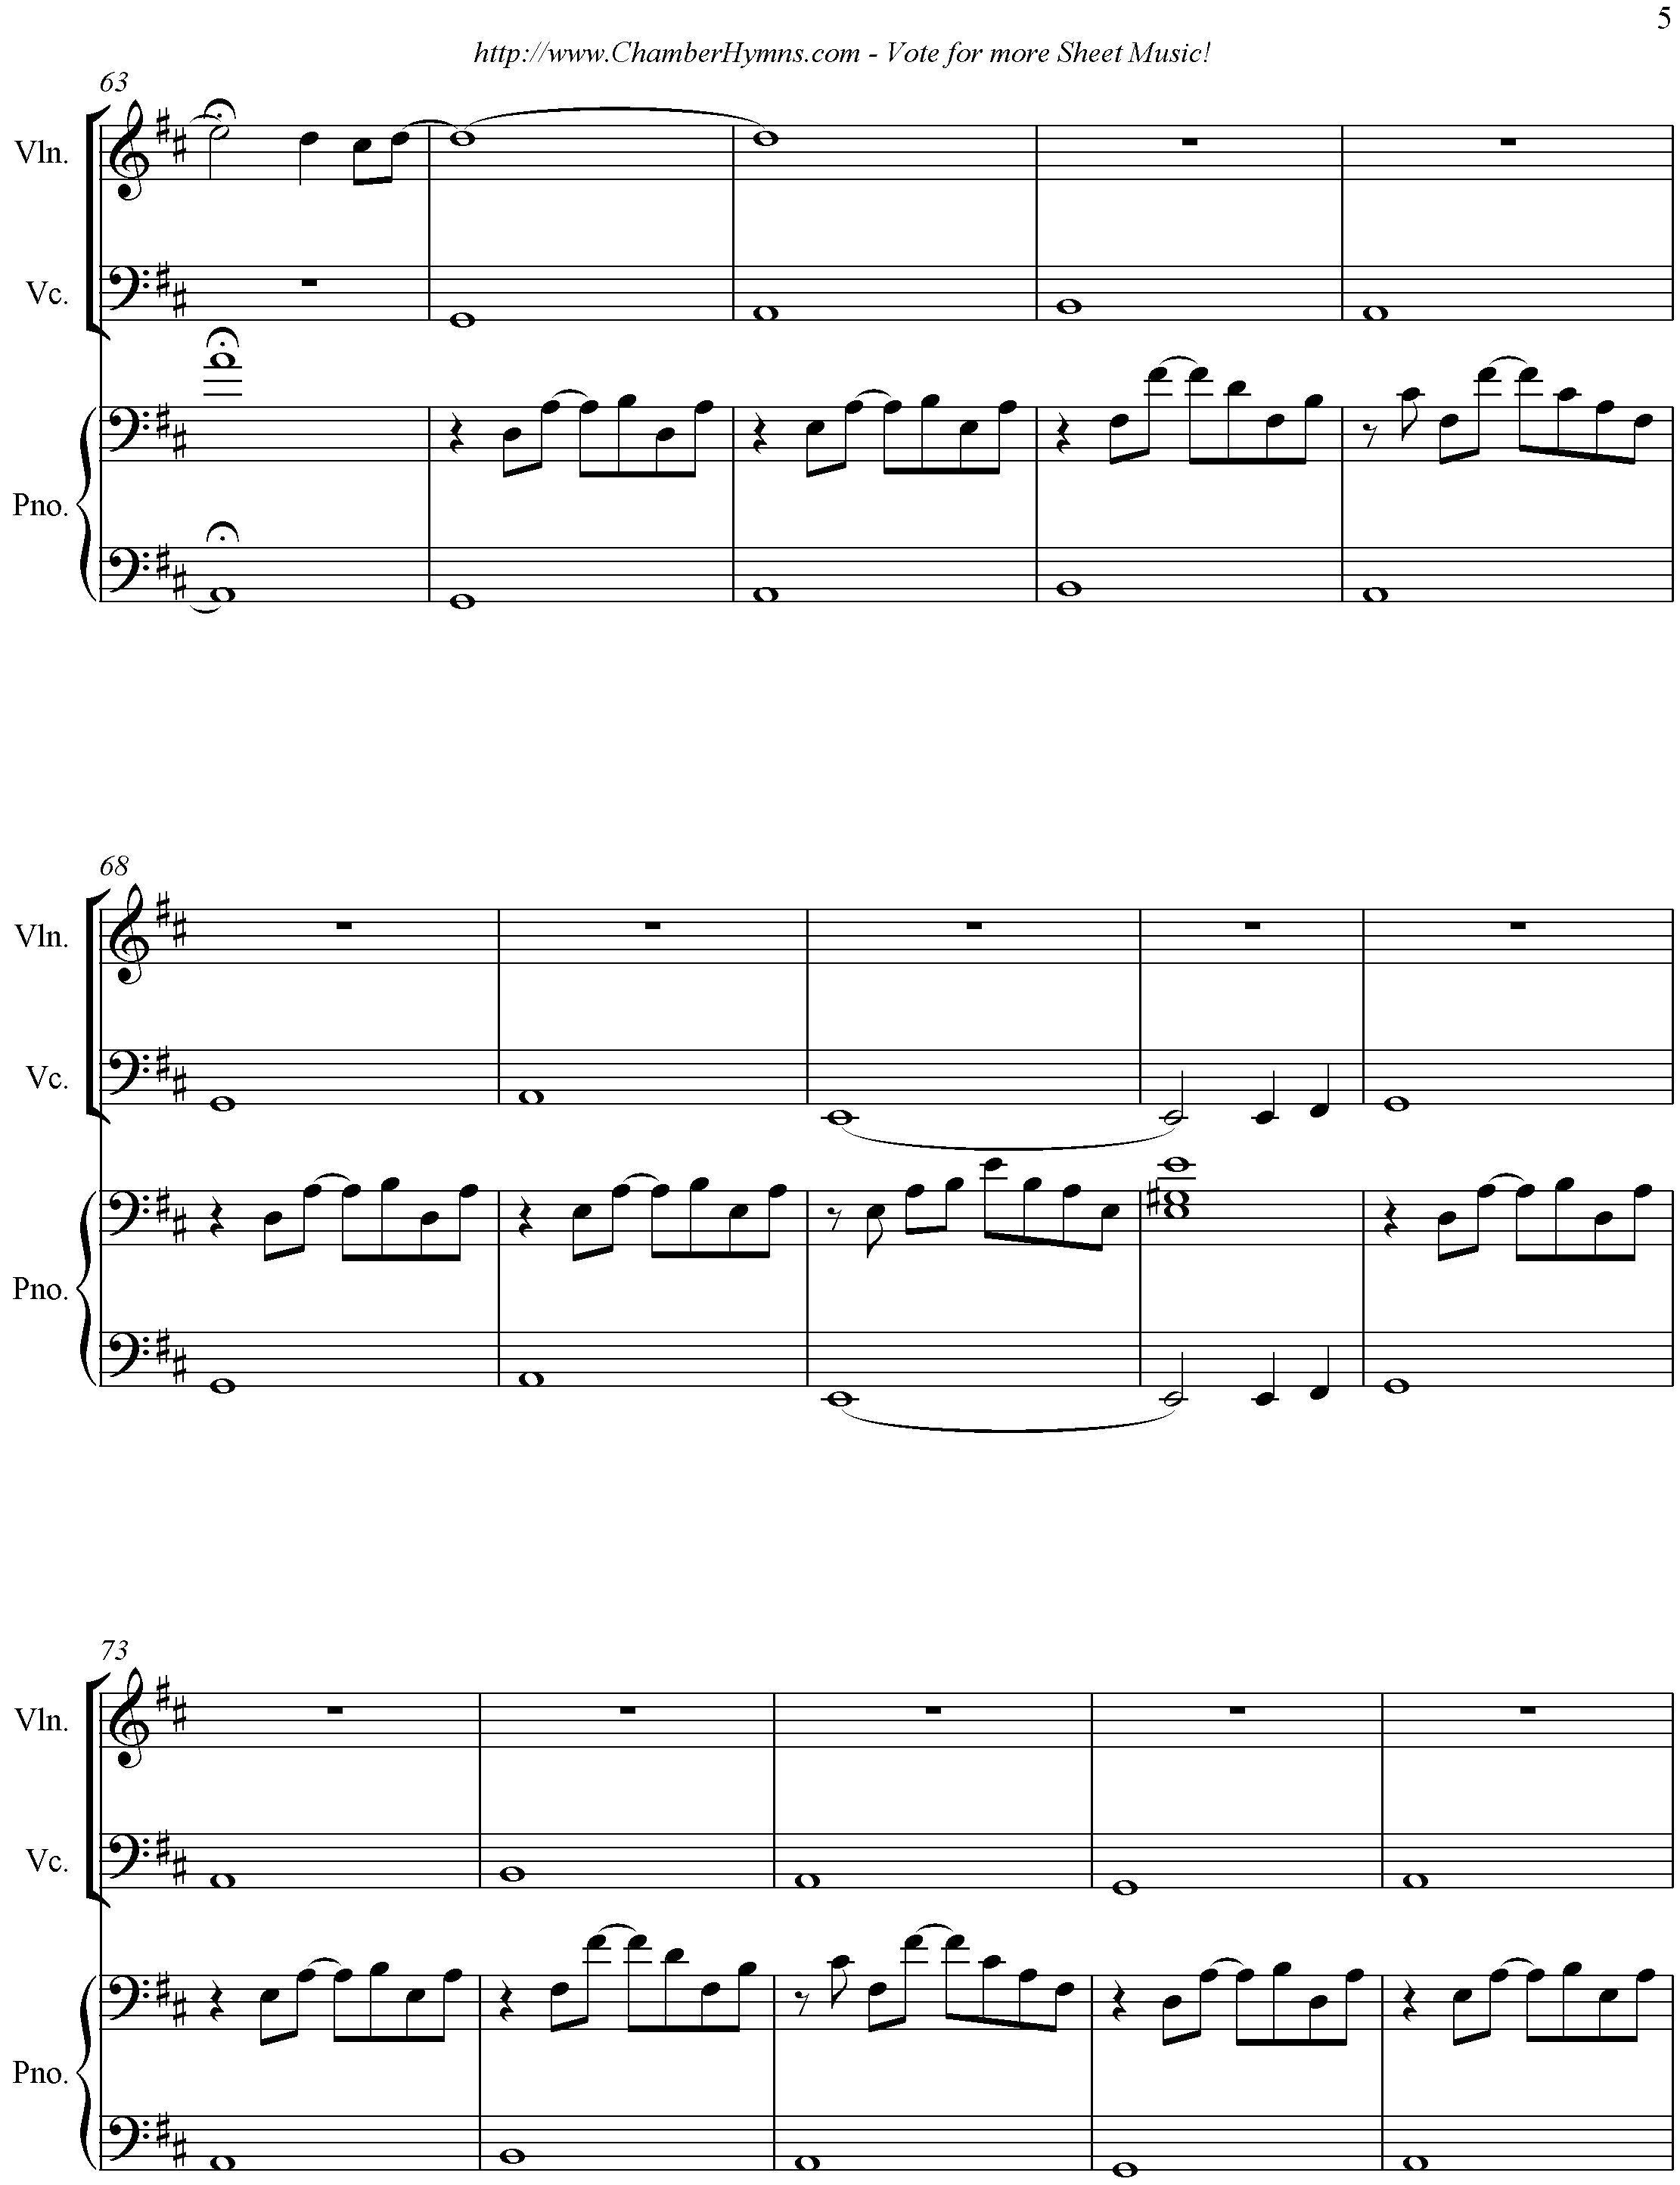 5
http://www.ChamberHymns.com - Vote for more Sheet Music!
63
Vln.
Vc.
Pno.
68
Vln.
Vc.
Pno.
73
Vln.
Vc.
Pno.